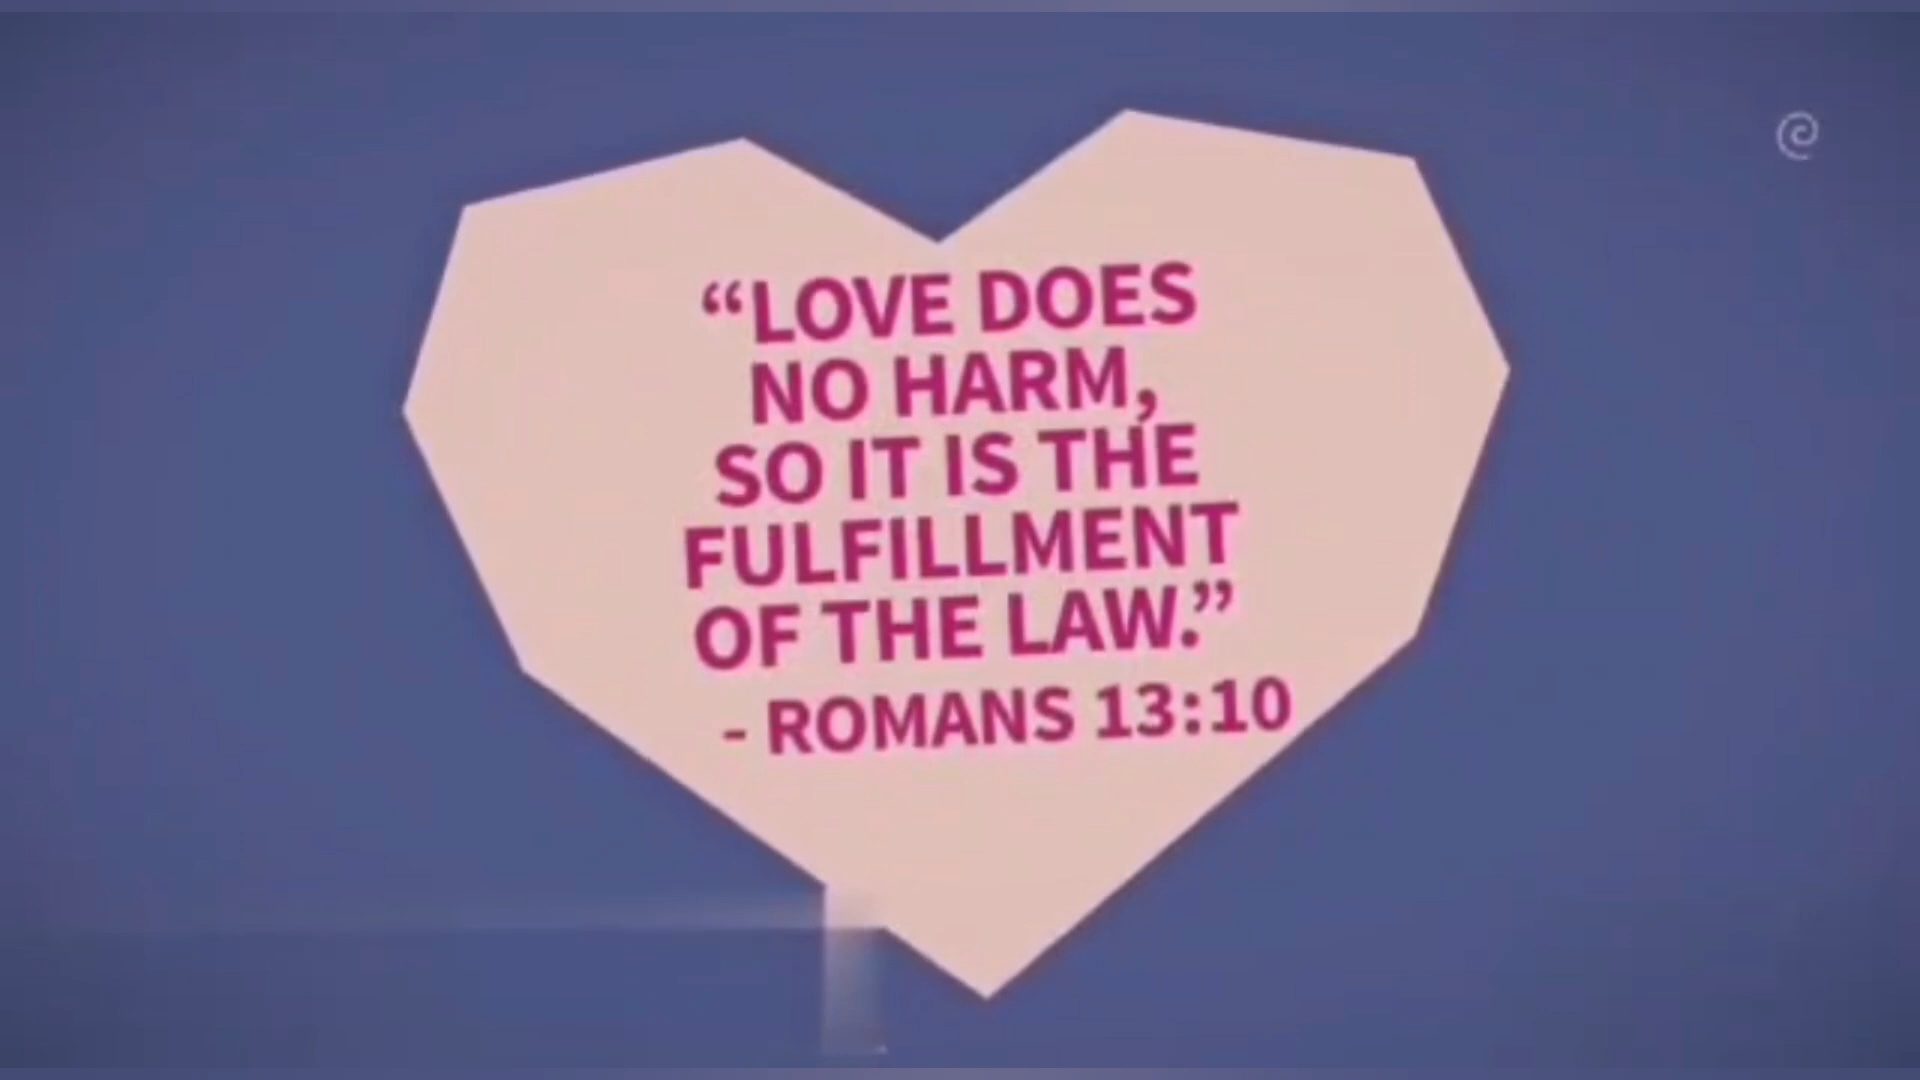 “LOVE DOES
NO HARM,
SO IT IS THE
FULFILLMENT
OF THE LAW.”
- ROMANS 13:10